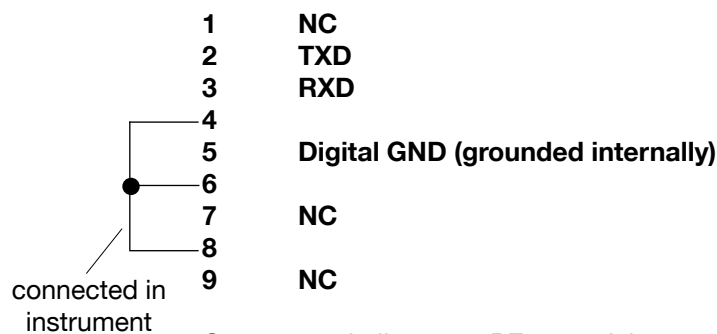 1 NC
2 TXD
3 RXD
4
5 Digital GND (grounded internally)
6
7 NC
8
9 NC
connected in
instrument